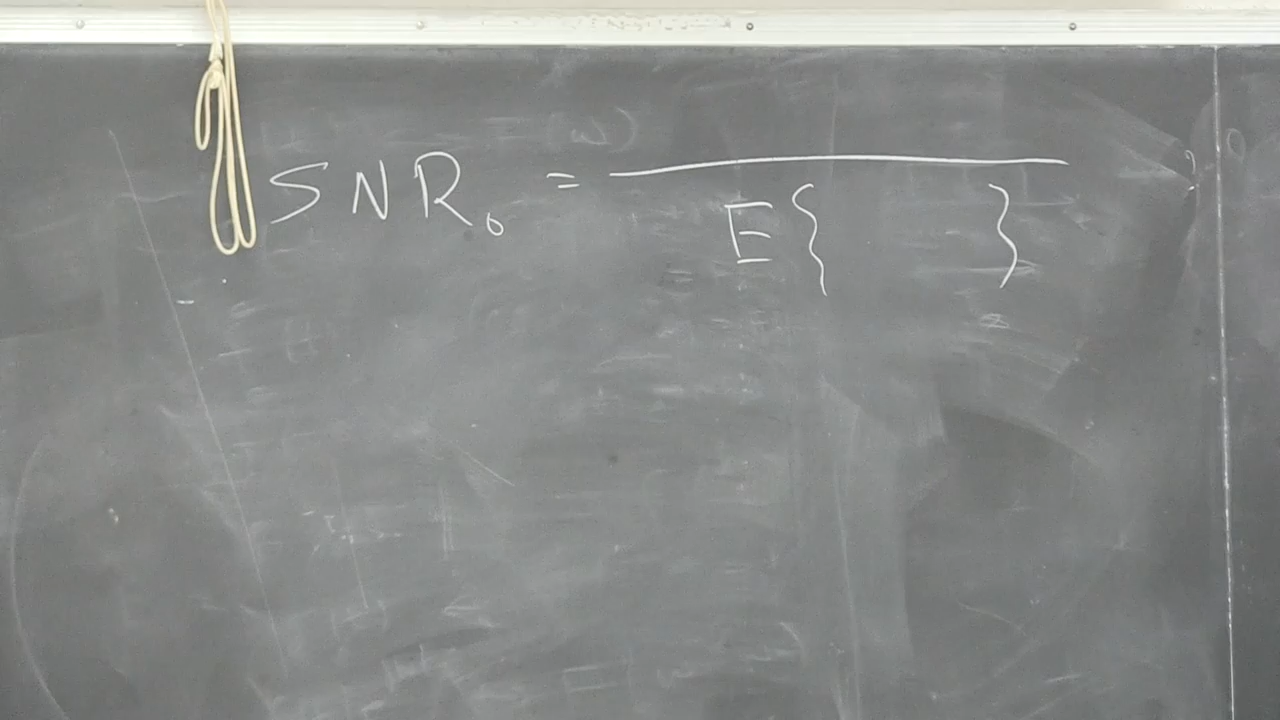 SNR₀ =
E{ }